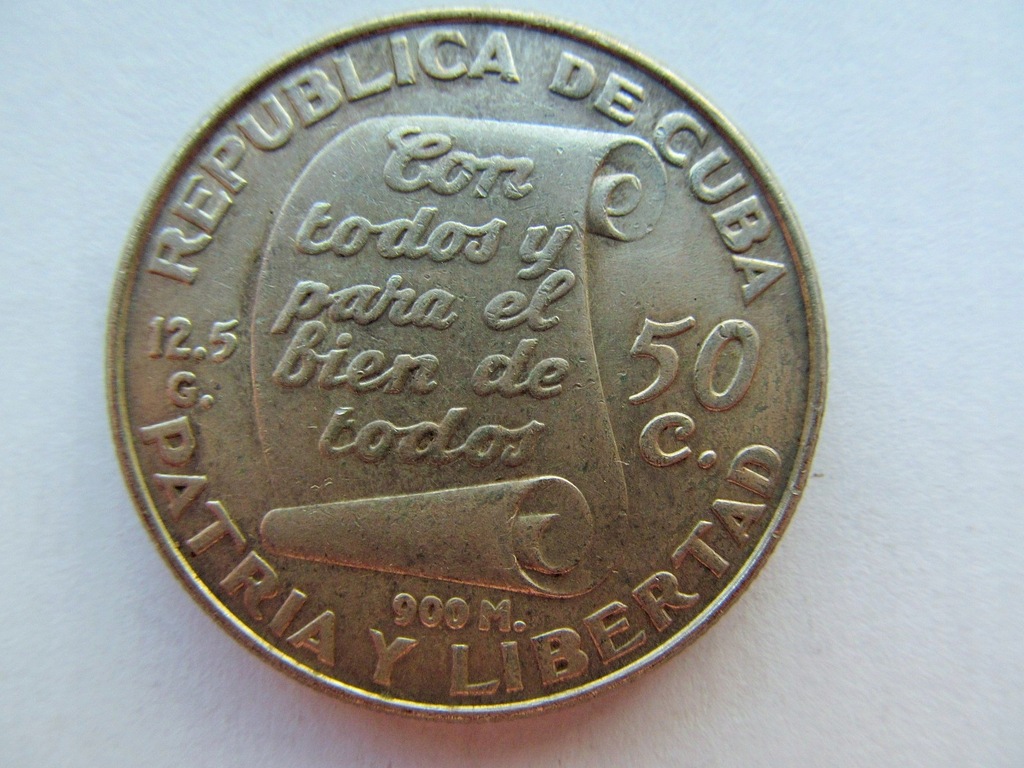 REPUBLICA DE CUBA
Con
todos y
para el
bien de
todos
12.5
G.
50
C.
900 M.
PATRIA Y LIBERTAD